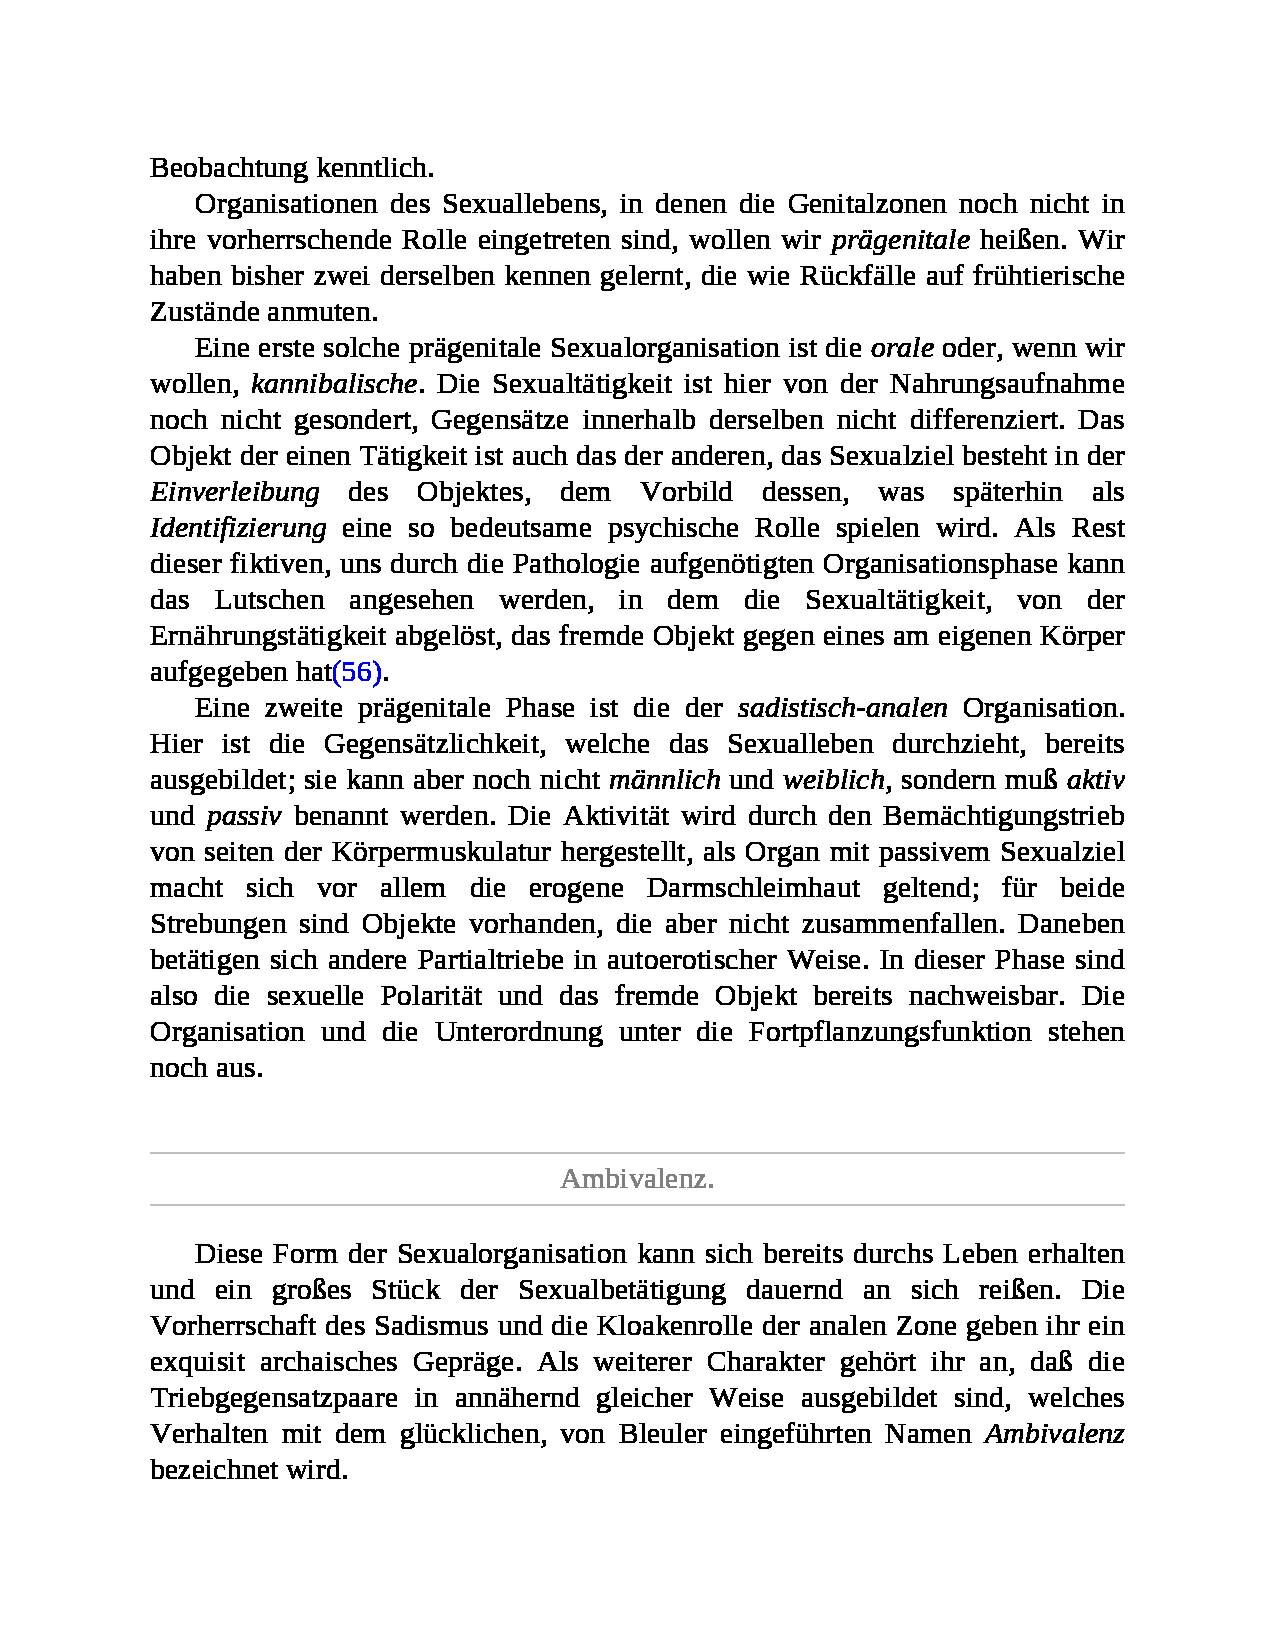 Beobachtung kenntlich.
Organisationen des Sexuallebens, in denen die Genitalzonen noch nicht in
ihre vorherrschende Rolle eingetreten sind, wollen wir prägenitale heißen. Wir
haben bisher zwei derselben kennen gelernt, die wie Rückfälle auf frühtierische
Zustände anmuten.
Eine erste solche prägenitale Sexualorganisation ist die orale oder, wenn wir
wollen, kannibalische. Die Sexualtätigkeit ist hier von der Nahrungsaufnahme
noch nicht gesondert, Gegensätze innerhalb derselben nicht differenziert. Das
Objekt der einen Tätigkeit ist auch das der anderen, das Sexualziel besteht in der
Einverleibung des Objektes, dem Vorbild dessen, was späterhin als
Identifizierung eine so bedeutsame psychische Rolle spielen wird. Als Rest
dieser fiktiven, uns durch die Pathologie aufgenötigten Organisationsphase kann
das Lutschen angesehen werden, in dem die Sexualtätigkeit, von der
Ernährungstätigkeit abgelöst, das fremde Objekt gegen eines am eigenen Körper
aufgegeben hat(56).
Eine zweite prägenitale Phase ist die der sadistisch-analen Organisation.
Hier ist die Gegensätzlichkeit, welche das Sexualleben durchzieht, bereits
ausgebildet; sie kann aber noch nicht männlich und weiblich, sondern muß aktiv
und passiv benannt werden. Die Aktivität wird durch den Bemächtigungstrieb
von seiten der Körpermuskulatur hergestellt, als Organ mit passivem Sexualziel
macht sich vor allem die erogene Darmschleimhaut geltend; für beide
Strebungen sind Objekte vorhanden, die aber nicht zusammenfallen. Daneben
betätigen sich andere Partialtriebe in autoerotischer Weise. In dieser Phase sind
also die sexuelle Polarität und das fremde Objekt bereits nachweisbar. Die
Organisation und die Unterordnung unter die Fortpflanzungsfunktion stehen
noch aus.
Ambivalenz.
Diese Form der Sexualorganisation kann sich bereits durchs Leben erhalten
und ein großes Stück der Sexualbetätigung dauernd an sich reißen. Die
Vorherrschaft des Sadismus und die Kloakenrolle der analen Zone geben ihr ein
exquisit archaisches Gepräge. Als weiterer Charakter gehört ihr an, daß die
Triebgegensatzpaare in annähernd gleicher Weise ausgebildet sind, welches
Verhalten mit dem glücklichen, von Bleuler eingeführten Namen Ambivalenz
bezeichnet wird.